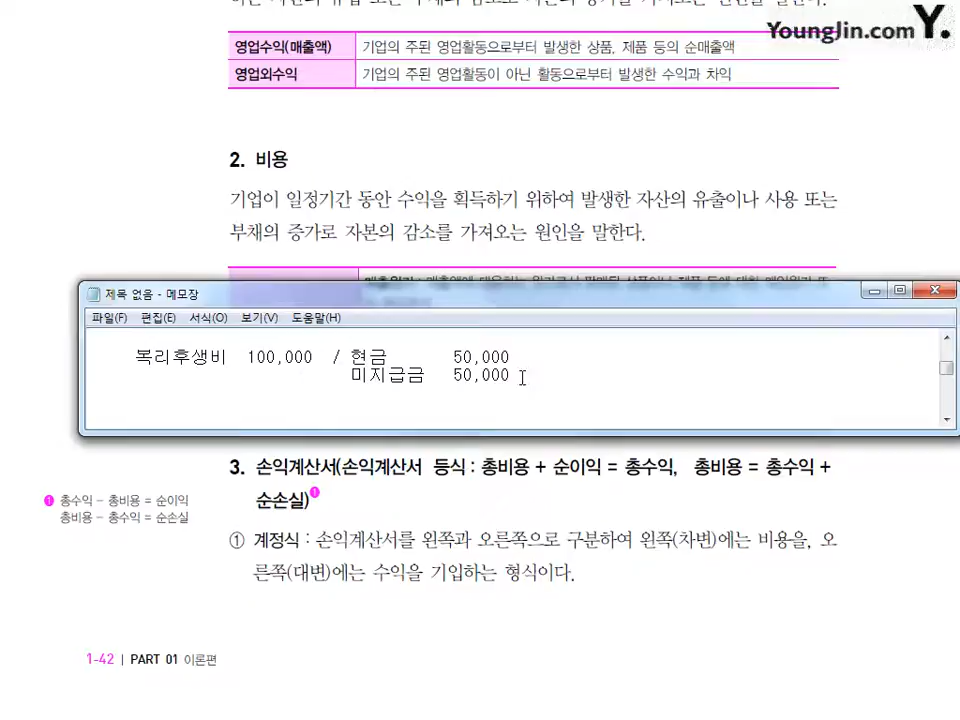 YoungJin.com Y.
영업수익(매출액) 기업의 주된 영업활동으로부터 발생한 상품, 제품 등의 순매출액
영업외수익 기업의 주된 영업활동이 아닌 활동으로부터 발생한 수익과 차익
2. 비용
기업이 일정기간 동안 수익을 획득하기 위하여 발생한 자산의 유출이나 사용 또는
부채의 증가로 자본의 감소를 가져오는 원인을 말한다.
제목 없음 - 메모장
파일(F) 편집(E) 서식(O) 보기(V) 도움말(H)
복리후생비 100,000 / 현금 50,000
미지급금 50,000
3. 손익계산서(손익계산서 등식 : 총비용 + 순이익 = 총수익, 총비용 = 총수익 +
순손실)❶
❶ 총수익 - 총비용 = 순이익
총비용 - 총수익 = 순손실
① 계정식 : 손익계산서를 왼쪽과 오른쪽으로 구분하여 왼쪽(차변)에는 비용을, 오
른쪽(대변)에는 수익을 기입하는 형식이다.
1-42 | PART 01 이론편